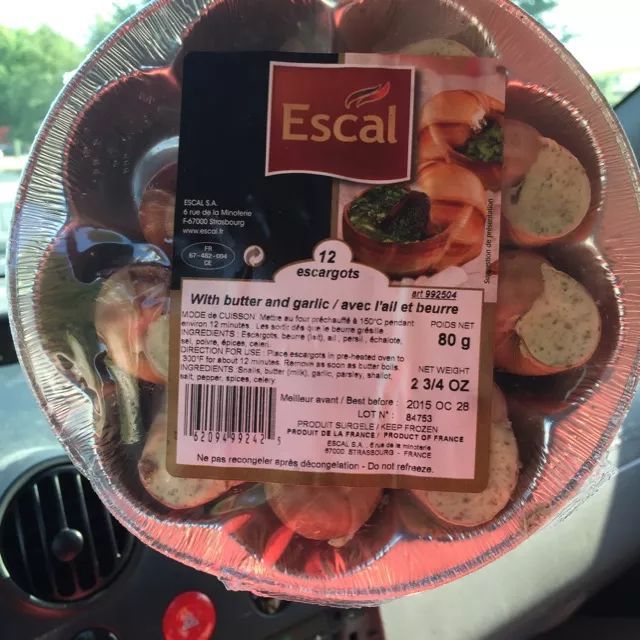 Escal
ESCAL S.A.
6 rue de la Minoterie
F-67000 Strasbourg
www.escal.fr
FR
67-482-004
CE
Suggestion de présentation
12
escargots
art 992504
With butter and garlic / avec l'ail et beurre
MODE de CUISSON Mettre au four préchauffé à 150°C pendant
environ 12 minutes. Les sortir dès que le beurre grésille.
INGREDIENTS: Escargots, beurre (lait), ail, persil, échalote,
sel, poivre, épices, céleri.
DIRECTION FOR USE: Place escargots in pre-heated oven to
300°F for about 12 minutes. Remove as soon as butter boils.
INGREDIENTS: Snails, butter (milk), garlic, parsley, shallot,
salt, pepper, spices, celery.
POIDS NET
80 g
NET WEIGHT
2 3/4 OZ
Meilleur avant / Best before : 2015 OC 28
LOT N° : 84753
PRODUIT SURGELE / KEEP FROZEN
PRODUIT DE LA FRANCE / PRODUCT OF FRANCE
ESCAL S.A., 6 rue de la minoterie
67000 STRASBOURG - FRANCE
62094 99242 5
Ne pas recongeler après décongelation - Do not refreeze.